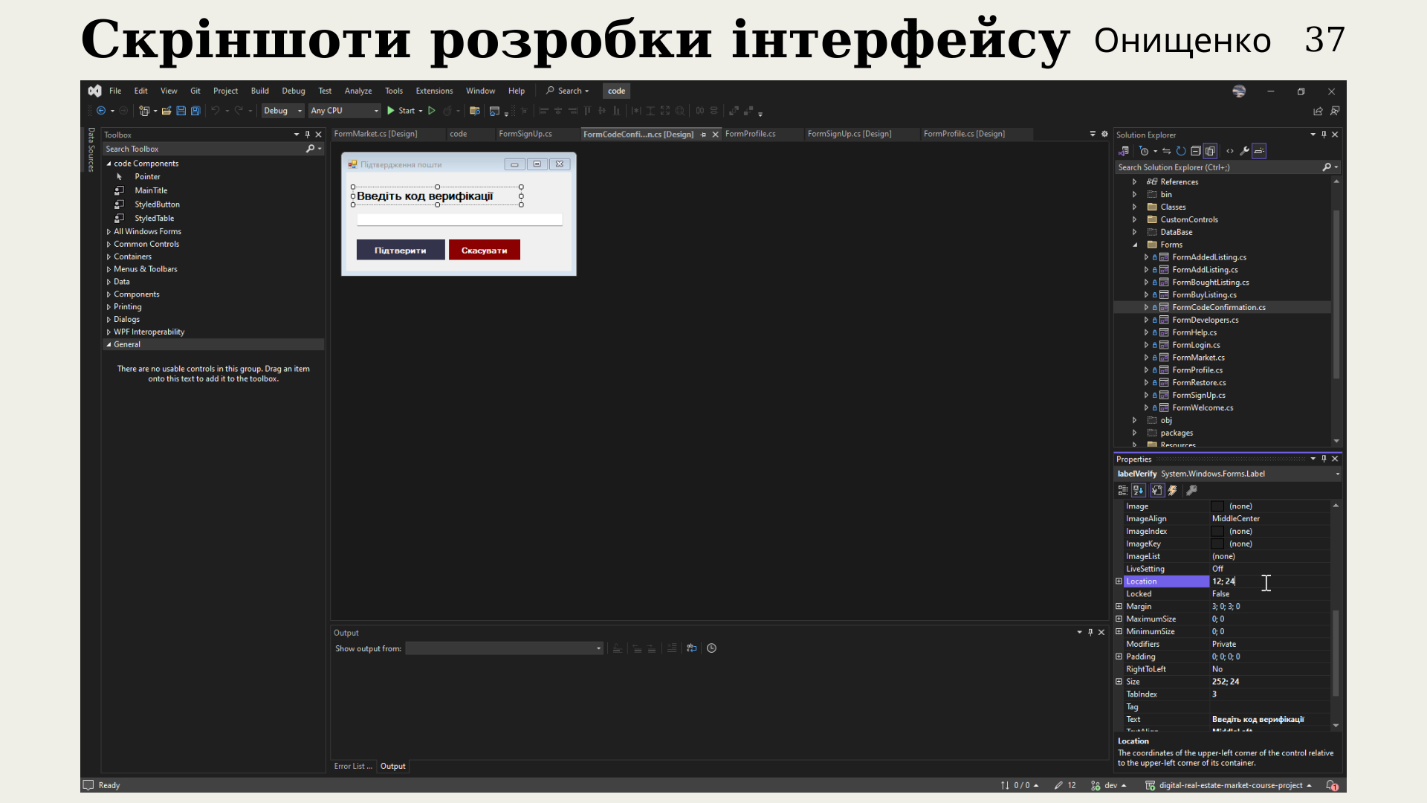 Скріншоти розробки інтерфейсу Онищенко 37
File Edit View Git Project Build Debug Test Analyze Tools Extensions Window Help Search code
Debug Any CPU Start
Data Sources
Toolbox
Search Toolbox
code Components
Pointer
MainTitle
StyledButton
StyledTable
All Windows Forms
Common Controls
Containers
Menus & Toolbars
Data
Components
Printing
Dialogs
WPF Interoperability
General
There are no usable controls in this group. Drag an item
onto this text to add it to the toolbox.
FormMarket.cs [Design] code FormSignUp.cs FormCodeConfi...n.cs [Design] FormProfile.cs FormSignUp.cs [Design] FormProfile.cs [Design]
Підтвердження пошти
Введіть код верифікації
Підтверити Скасувати
Output
Show output from:
Error List ... Output
Solution Explorer
Search Solution Explorer (Ctrl+;)
References
bin
Classes
CustomControls
DataBase
Forms
FormAddedListing.cs
FormAddListing.cs
FormBoughtListing.cs
FormBuyListing.cs
FormCodeConfirmation.cs
FormDevelopers.cs
FormHelp.cs
FormLogin.cs
FormMarket.cs
FormProfile.cs
FormRestore.cs
FormSignUp.cs
FormWelcome.cs
obj
packages
Resources
Properties
labelVerify System.Windows.Forms.Label
Image (none)
ImageAlign MiddleCenter
ImageIndex (none)
ImageKey (none)
ImageList (none)
LiveSetting Off
Location 12; 24
Locked False
Margin 3; 0; 3; 0
MaximumSize 0; 0
MinimumSize 0; 0
Modifiers Private
Padding 0; 0; 0; 0
RightToLeft No
Size 252; 24
TabIndex 3
Tag
Text Введіть код верифікації
TextAlign MiddleLeft
Location
The coordinates of the upper-left corner of the control relative
to the upper-left corner of its container.
Ready 0 / 0 12 dev digital-real-estate-market-course-project 1